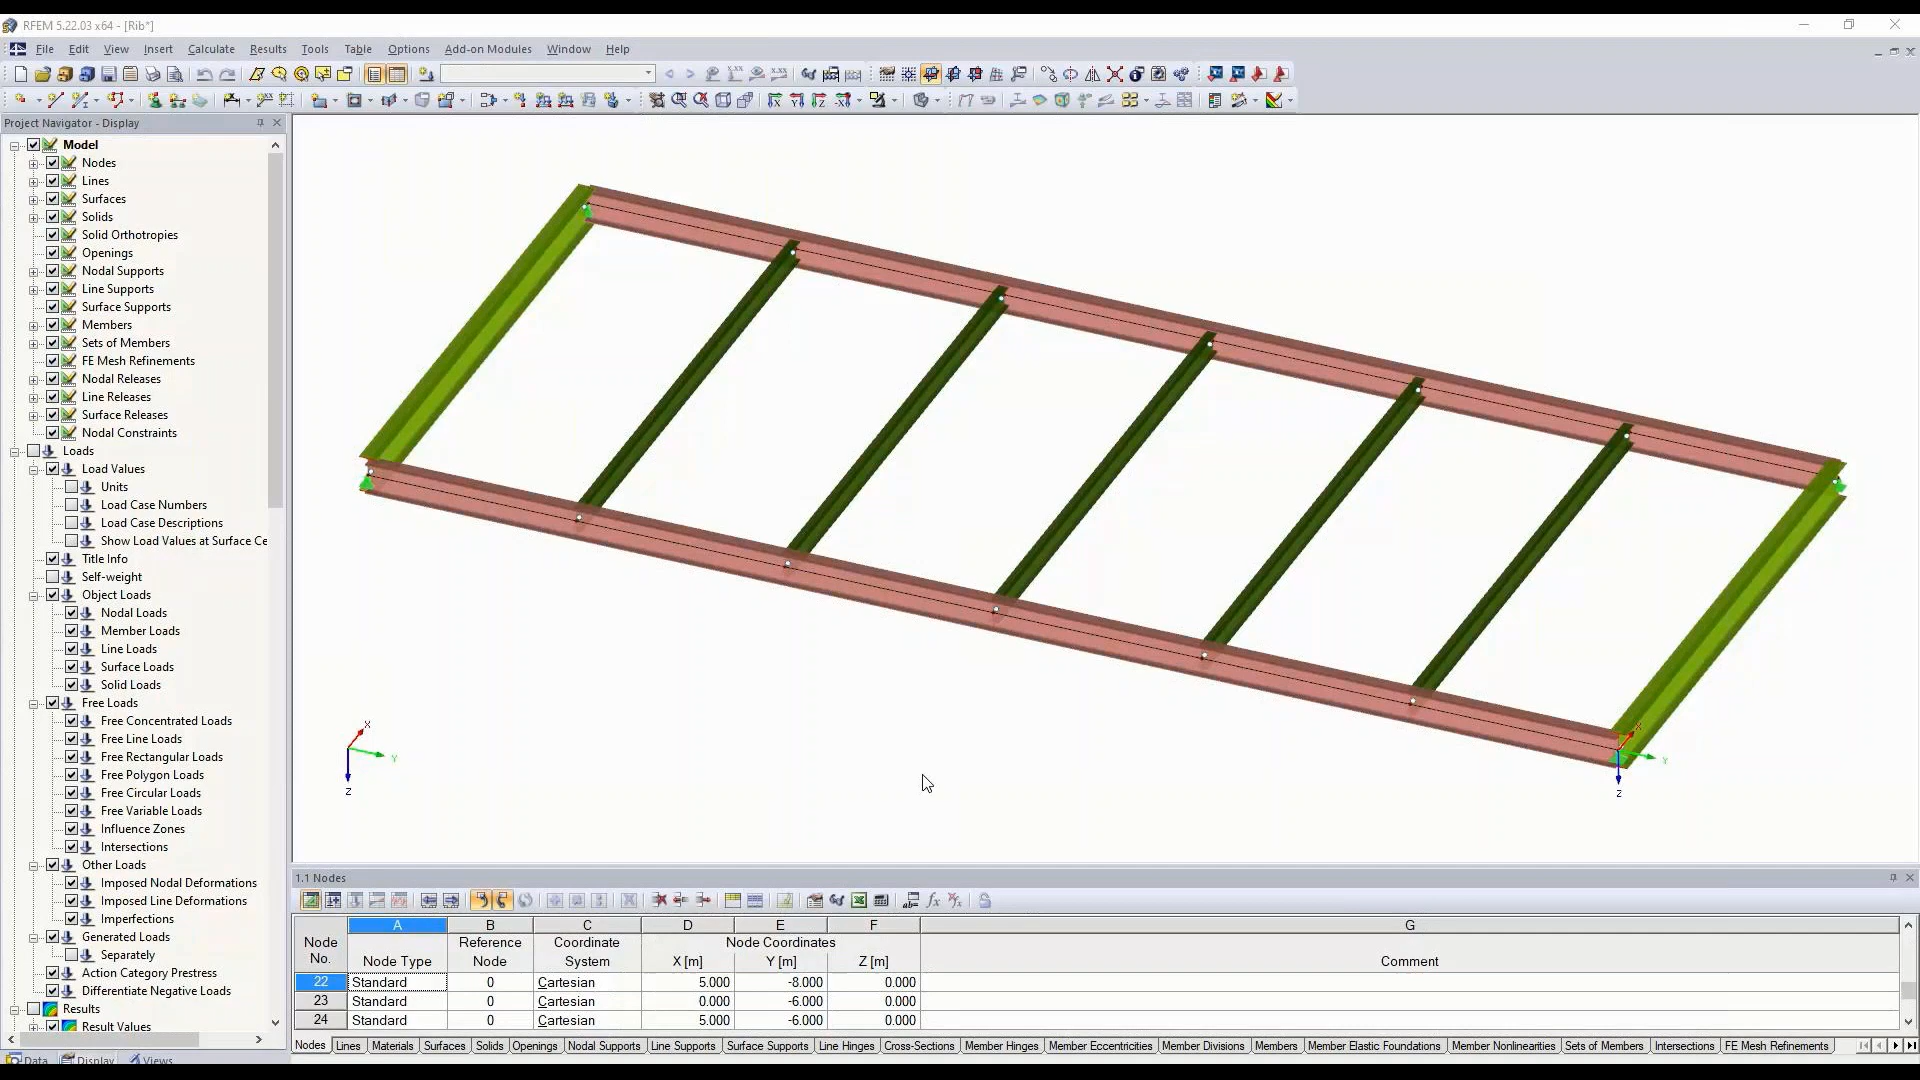 RFEM 5.22.03 x64 - [Rib*]
File Edit View Insert Calculate Results Tools Table Options Add-on Modules Window Help
Project Navigator - Display
Model
Nodes
Lines
Surfaces
Solids
Solid Orthotropies
Openings
Nodal Supports
Line Supports
Surface Supports
Members
Sets of Members
FE Mesh Refinements
Nodal Releases
Line Releases
Surface Releases
Nodal Constraints
Loads
Load Values
Units
Load Case Numbers
Load Case Descriptions
Show Load Values at Surface Ce
Title Info
Self-weight
Object Loads
Nodal Loads
Member Loads
Line Loads
Surface Loads
Solid Loads
Free Loads
Free Concentrated Loads
Free Line Loads
Free Rectangular Loads
Free Polygon Loads
Free Circular Loads
Free Variable Loads
Influence Zones
Intersections
Other Loads
Imposed Nodal Deformations
Imposed Line Deformations
Imperfections
Generated Loads
Separately
Action Category Prestress
Differentiate Negative Loads
Results
Result Values
Data Display Views
X
Y
Z
X
Y
Z
1.1 Nodes
A B C D E F G
Node Reference Coordinate Node Coordinates
No. Node Type Node System X [m] Y [m] Z [m] Comment
22 Standard 0 Cartesian 5.000 -8.000 0.000
23 Standard 0 Cartesian 0.000 -6.000 0.000
24 Standard 0 Cartesian 5.000 -6.000 0.000
Nodes Lines Materials Surfaces Solids Openings Nodal Supports Line Supports Surface Supports Line Hinges Cross-Sections Member Hinges Member Eccentricities Member Divisions Members Member Elastic Foundations Member Nonlinearities Sets of Members Intersections FE Mesh Refinements